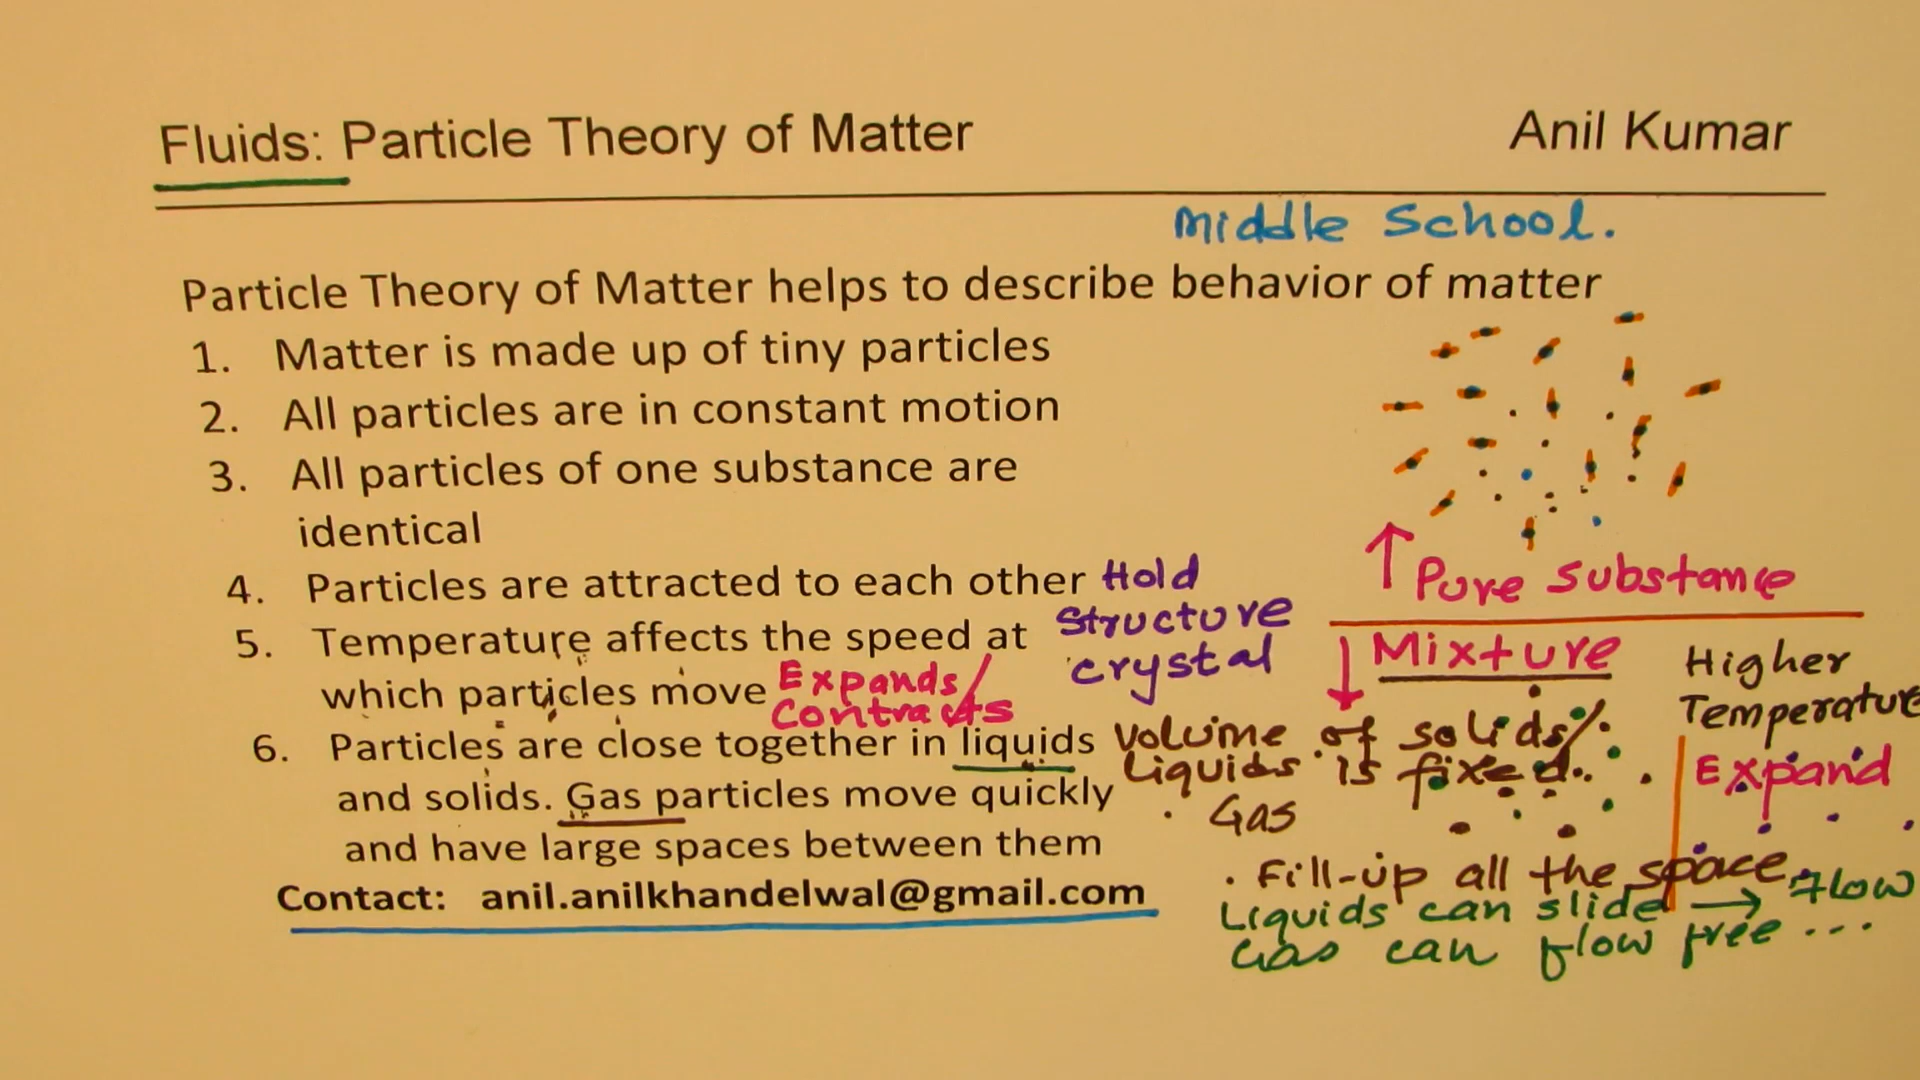 Fluids: Particle Theory of Matter
Anil Kumar
Middle School.
Particle Theory of Matter helps to describe behavior of matter
1. Matter is made up of tiny particles
2. All particles are in constant motion
3. All particles of one substance are
identical
4. Particles are attracted to each other
Hold
Structure
crystal
5. Temperature affects the speed at
which particles move
Expands/
Contracts
6. Particles are close together in liquids
and solids. Gas particles move quickly
and have large spaces between them
Contact: anil.anilkhandelwal@gmail.com
↑ Pure Substance
↓ Mixture
Higher
Temperature
Expand
Volume of solids/
Liquids is fixed.
· Gas
· Fill-up all the space.
Liquids can slide → Flow
Gas can flow free ...